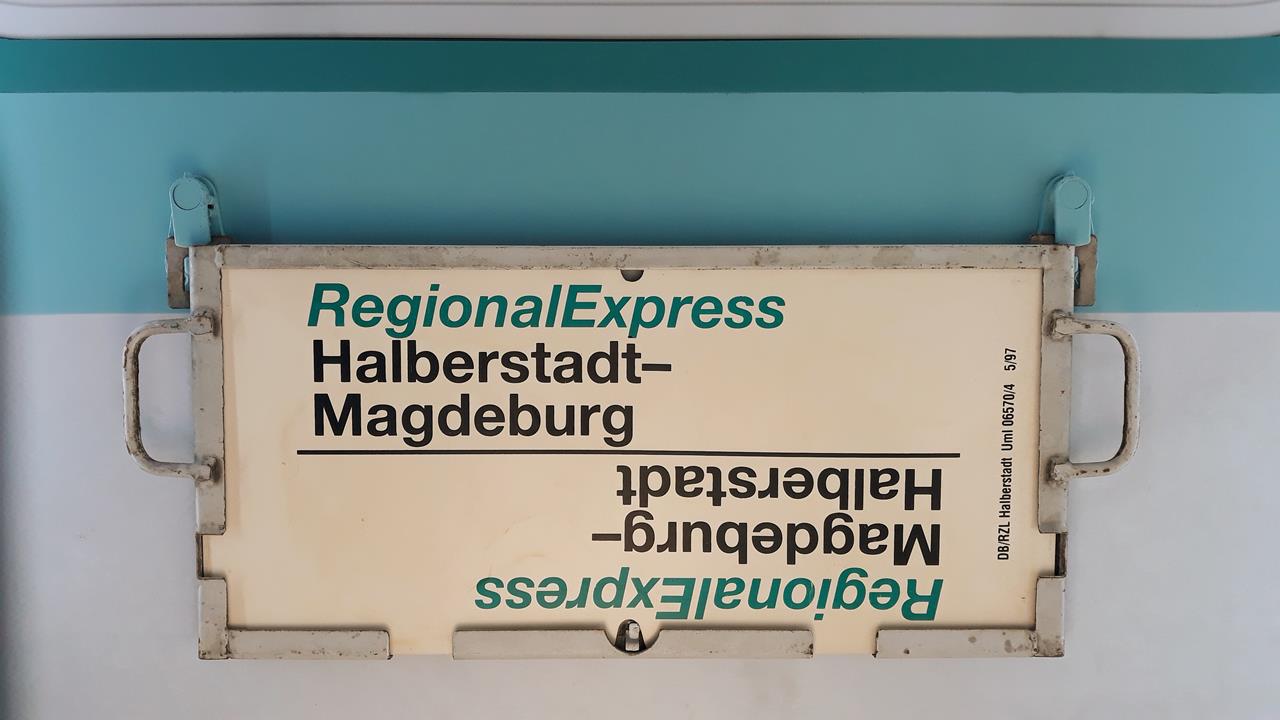 RegionalExpress
Halberstadt–
Magdeburg
RegionalExpress
Magdeburg–
Halberstadt
DB/RZL Halberstadt Uml 06570/4 5/97